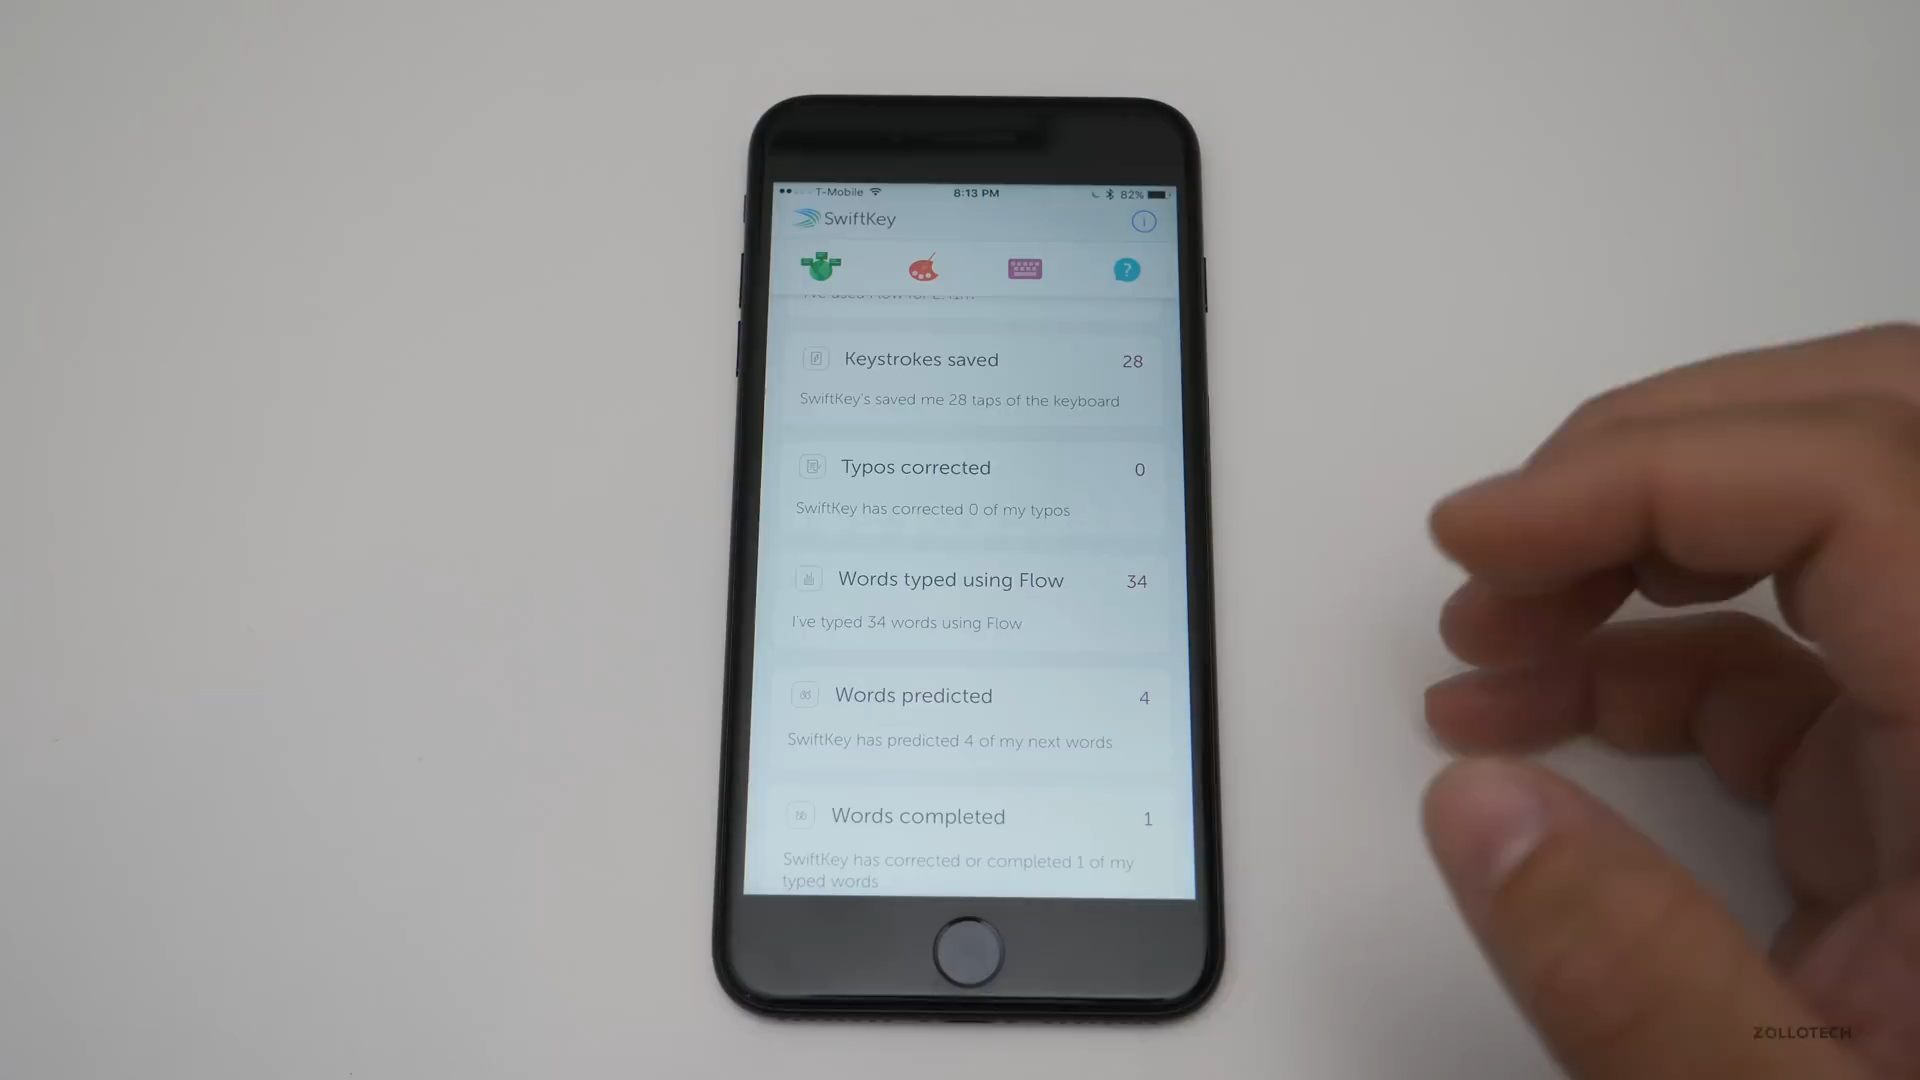 T-Mobile 8:13 PM 82%
SwiftKey
Keystrokes saved 28
SwiftKey's saved me 28 taps of the keyboard
Typos corrected 0
SwiftKey has corrected 0 of my typos
Words typed using Flow 34
I've typed 34 words using Flow
Words predicted 4
SwiftKey has predicted 4 of my next words
Words completed 1
SwiftKey has corrected or completed 1 of my
typed words
ZOLLOTECH